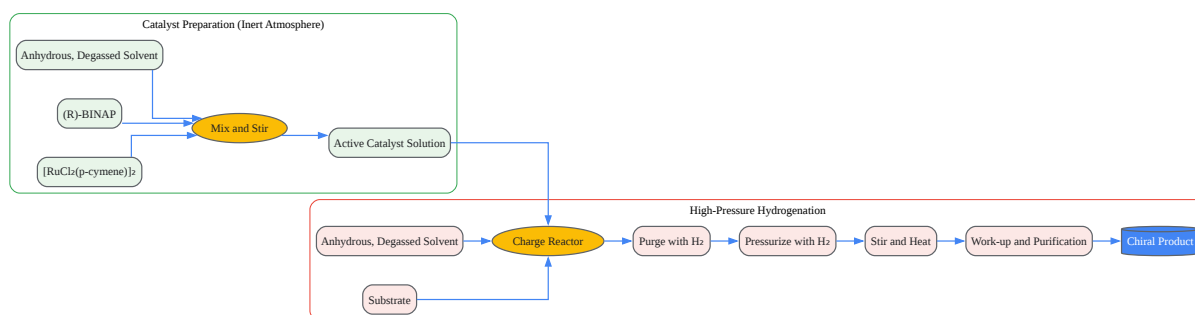 Catalyst Preparation (Inert Atmosphere)
Anhydrous, Degassed Solvent
(R)-BINAP
Mix and Stir
Active Catalyst Solution
[RuCl₂(p-cymene)]₂
High-Pressure Hydrogenation
Anhydrous, Degassed Solvent
Charge Reactor
Purge with H₂
Pressurize with H₂
Stir and Heat
Work-up and Purification
Chiral Product
Substrate